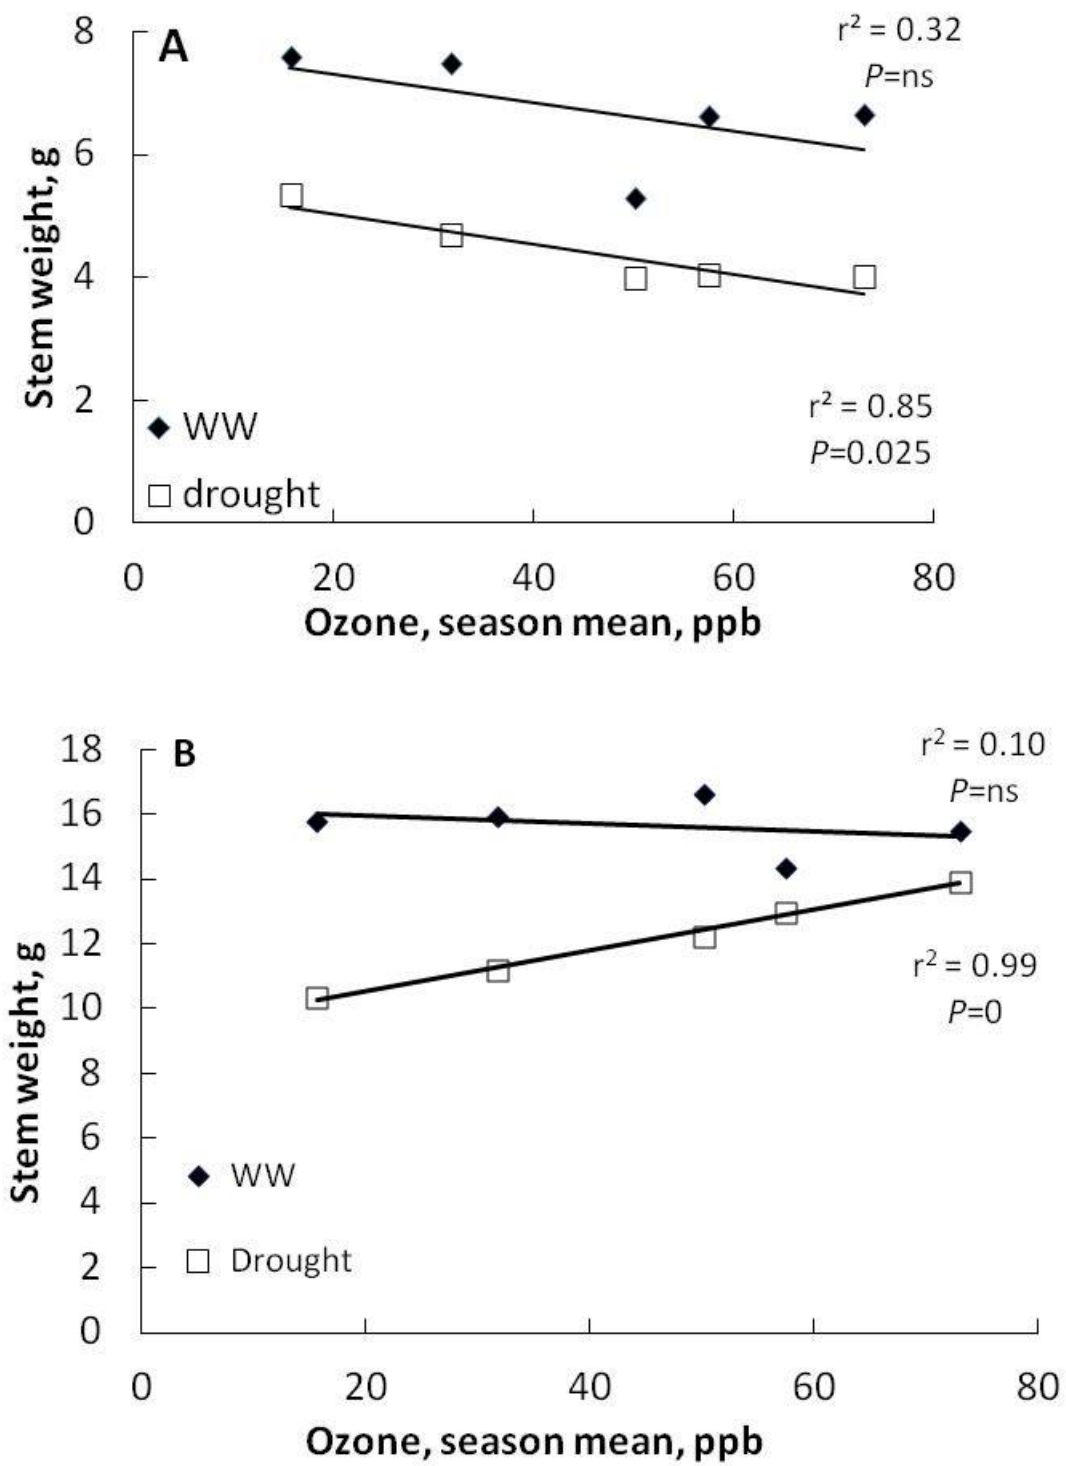 A
r² = 0.32
P=ns
8
6
4
2
0
Stem weight, g
WW
drought
r² = 0.85
P=0.025
0 20 40 60 80
Ozone, season mean, ppb
B
r² = 0.10
P=ns
18
16
14
12
10
8
6
4
2
0
Stem weight, g
r² = 0.99
P=0
WW
Drought
0 20 40 60 80
Ozone, season mean, ppb